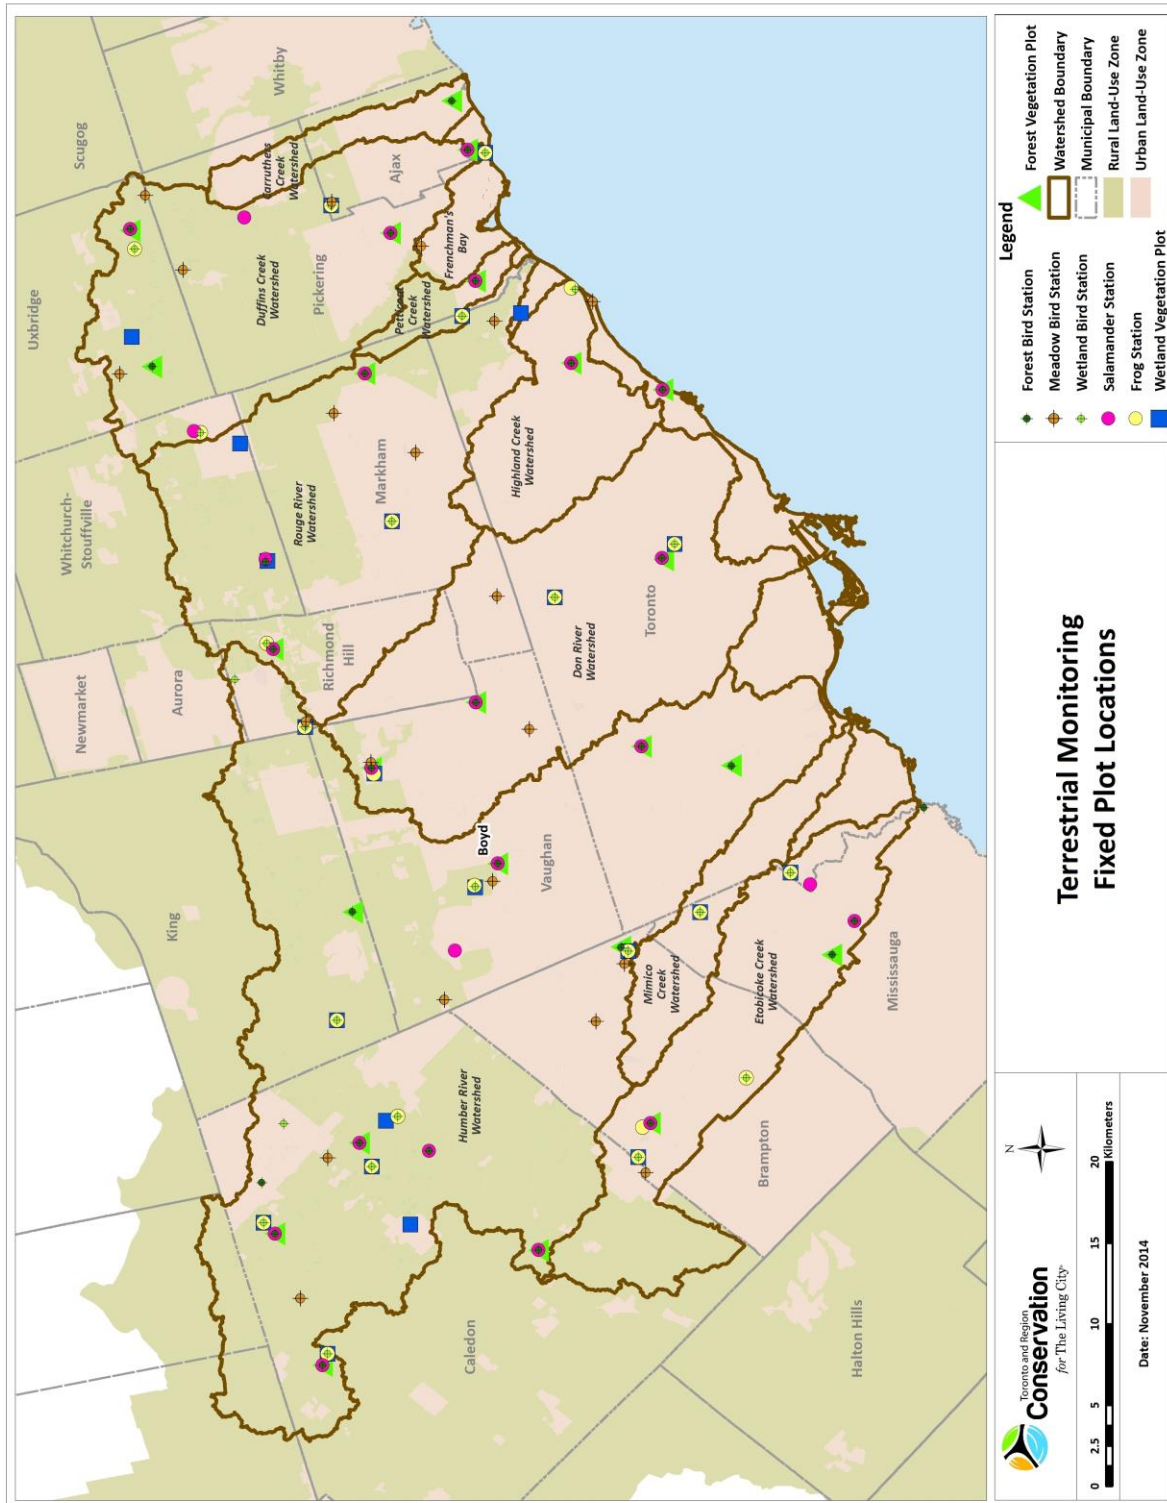 Scugog
Uxbridge
Whitby
Whitchurch-
Stouffville
Newmarket
Aurora
King
Carruthers
Creek
Watershed
Ajax
Duffins Creek
Watershed
Pickering
Frenchman's
Bay
Petticoat
Creek
Watershed
Rouge River
Watershed
Markham
Highland Creek
Watershed
Richmond
Hill
Don River
Watershed
Toronto
Boyd
Vaughan
Humber River
Watershed
Mimico
Creek
Watershed
Etobicoke Creek
Watershed
Mississauga
Brampton
Caledon
Halton Hills
Legend
Forest Bird Station
Meadow Bird Station
Wetland Bird Station
Salamander Station
Frog Station
Wetland Vegetation Plot
Forest Vegetation Plot
Watershed Boundary
Municipal Boundary
Rural Land-Use Zone
Urban Land-Use Zone
Terrestrial Monitoring
Fixed Plot Locations
Toronto and Region
Conservation
for The Living City
N
0 2.5 5 10 15 20
Kilometers
Date: November 2014